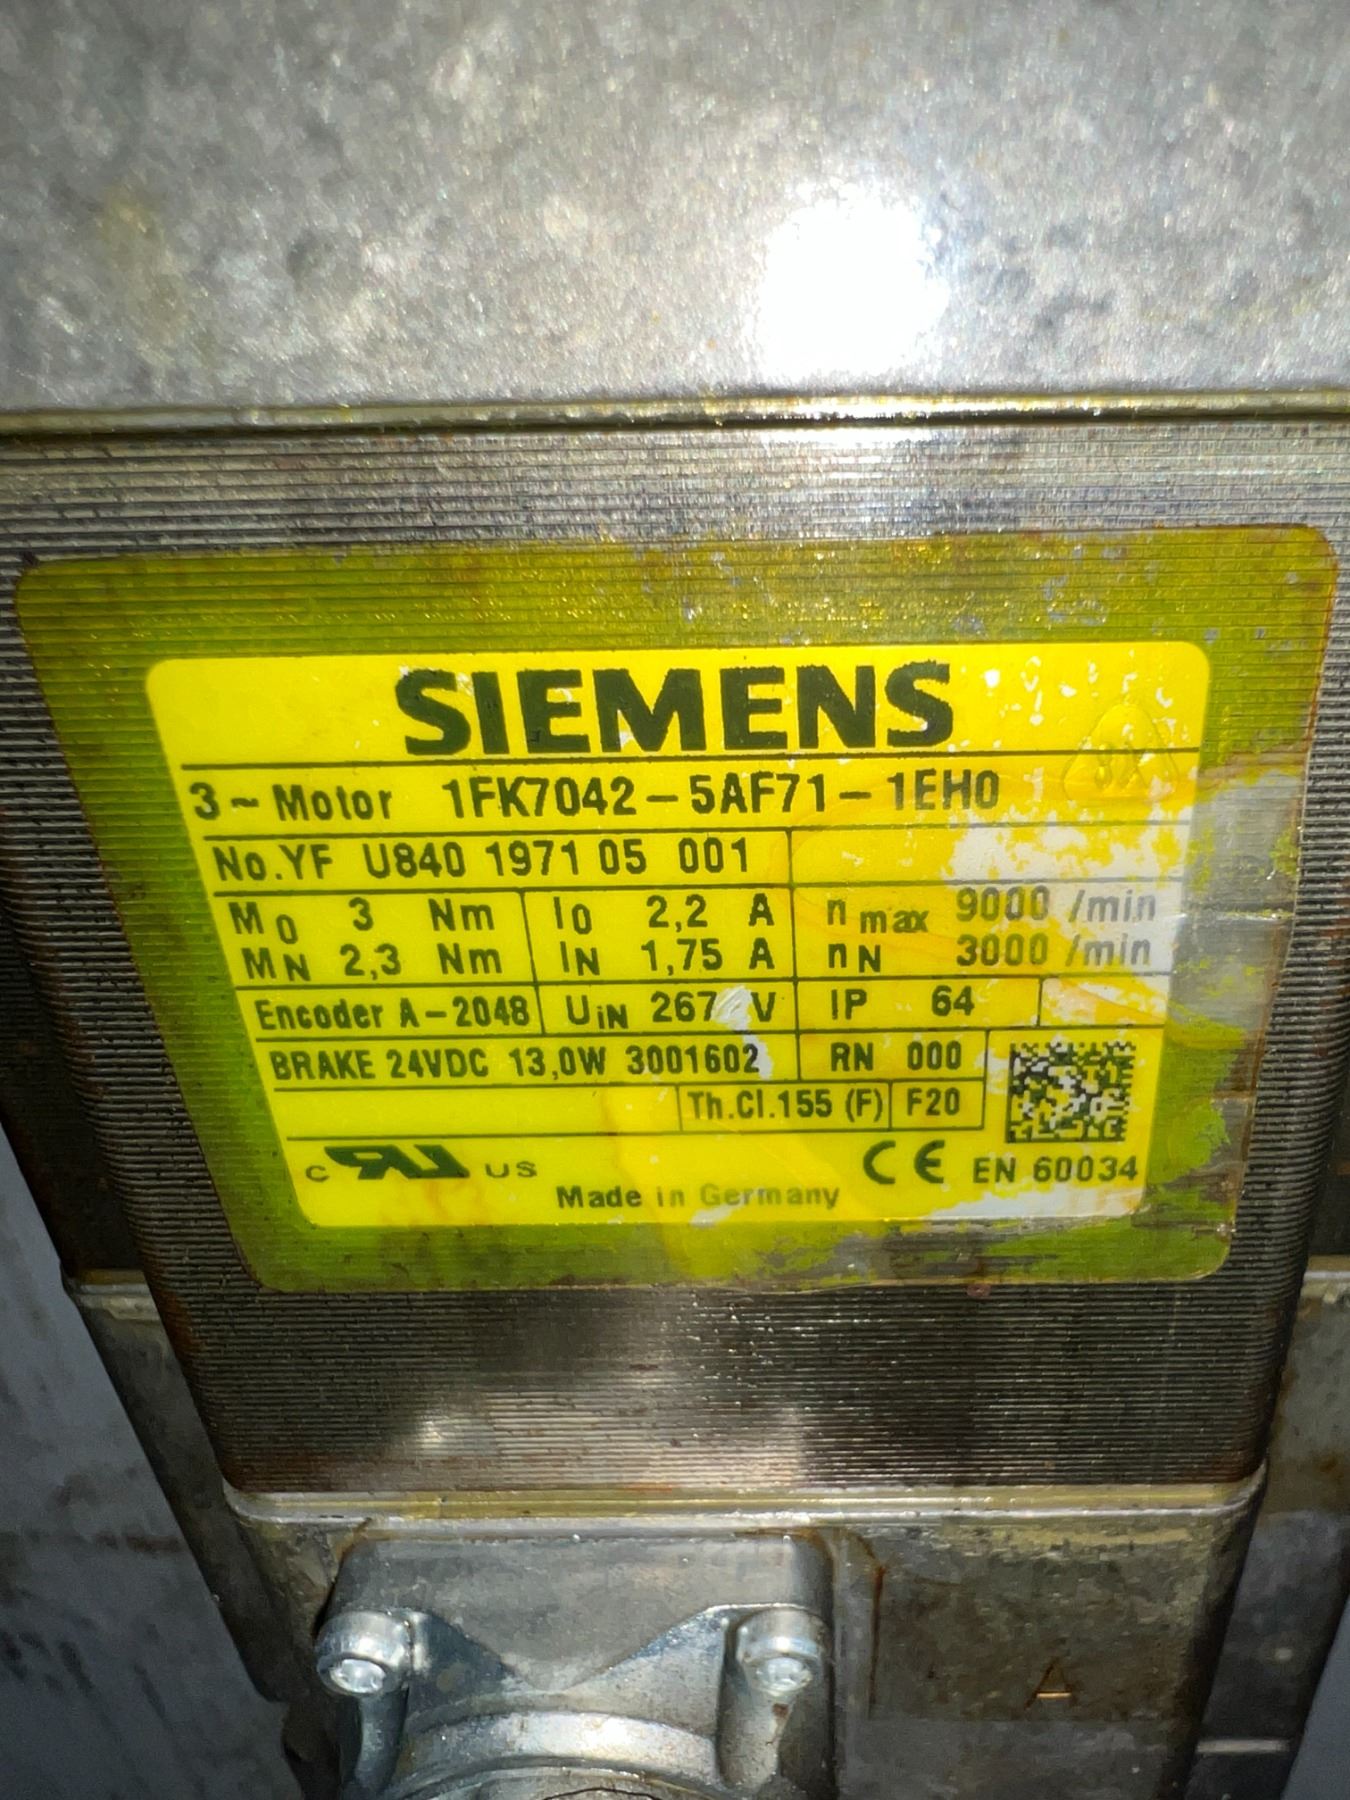 SIEMENS
3~Motor 1FK7042-5AF71-1EH0
No.YF U840 1971 05 001
M0 3 Nm I0 2,2 A nmax 9000 /min
MN 2,3 Nm IN 1,75 A nN 3000 /min
Encoder A-2048 UIN 267 V IP 64
BRAKE 24VDC 13,0W 3001602 RN 000
Th.Cl.155 (F) F20
c RU US CE EN 60034
Made in Germany
A